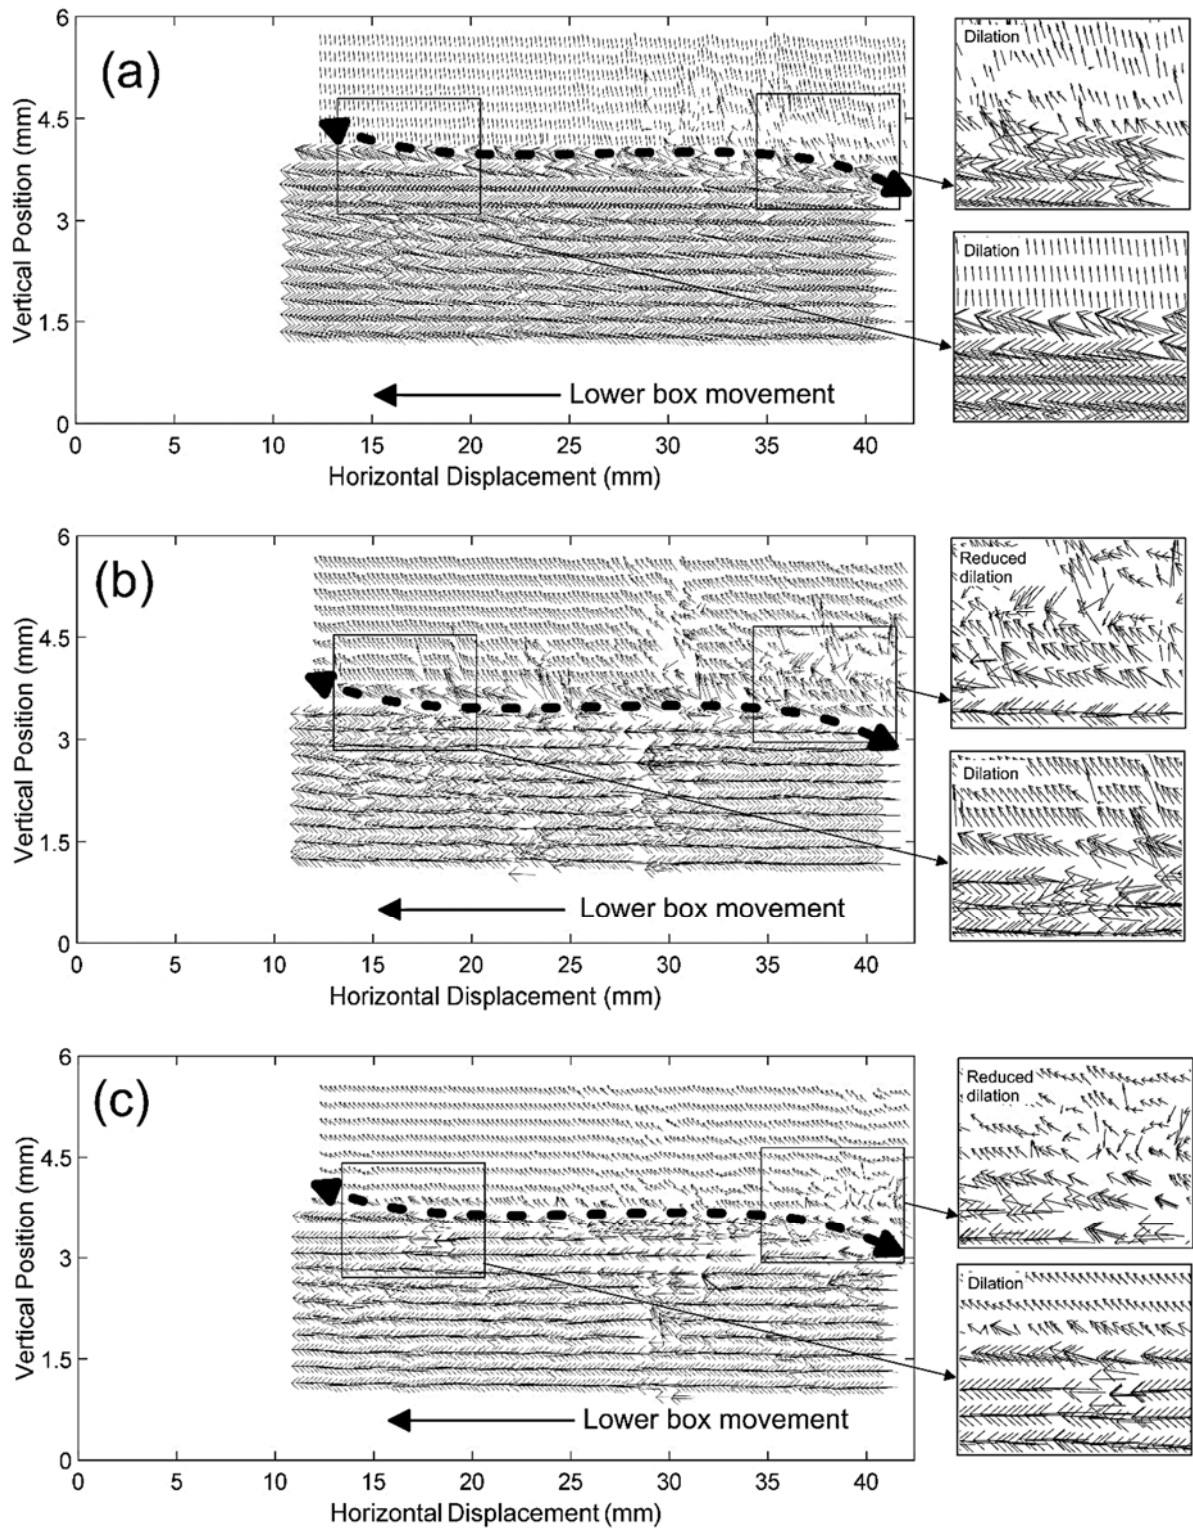 (a)
Vertical Position (mm)
6
4.5
3
1.5
0
0 5 10 15 20 25 30 35 40
Horizontal Displacement (mm)
Lower box movement
Dilation
Dilation
(b)
Vertical Position (mm)
6
4.5
3
1.5
0
0 5 10 15 20 25 30 35 40
Horizontal Displacement (mm)
Lower box movement
Reduced
dilation
Dilation
(c)
Vertical Position (mm)
6
4.5
3
1.5
0
0 5 10 15 20 25 30 35 40
Horizontal Displacement (mm)
Lower box movement
Reduced
dilation
Dilation